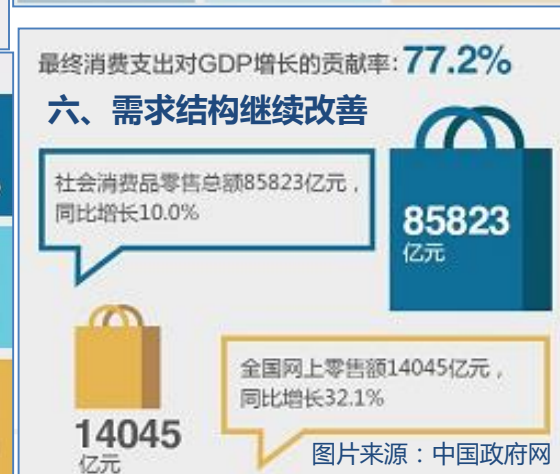 最终消费支出对GDP增长的贡献率：77.2%
六、需求结构继续改善
社会消费品零售总额85823亿元，
同比增长10.0%
85823
亿元
全国网上零售额14045亿元，
同比增长32.1%
14045
亿元
图片来源：中国政府网